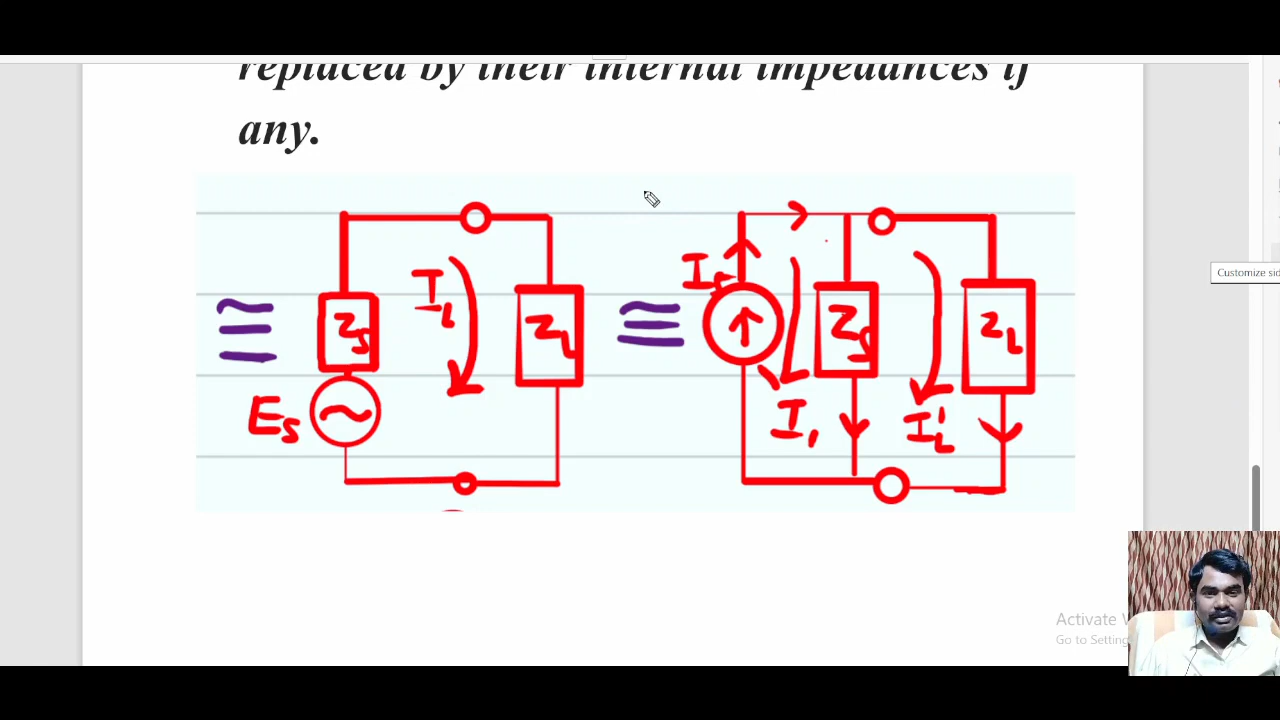 replaced by their internal impedances if
any.
Customize sid
I
Zs
IL
ZL
Zs
ZL
Es
I1
I'L
Activate
Go to Setting